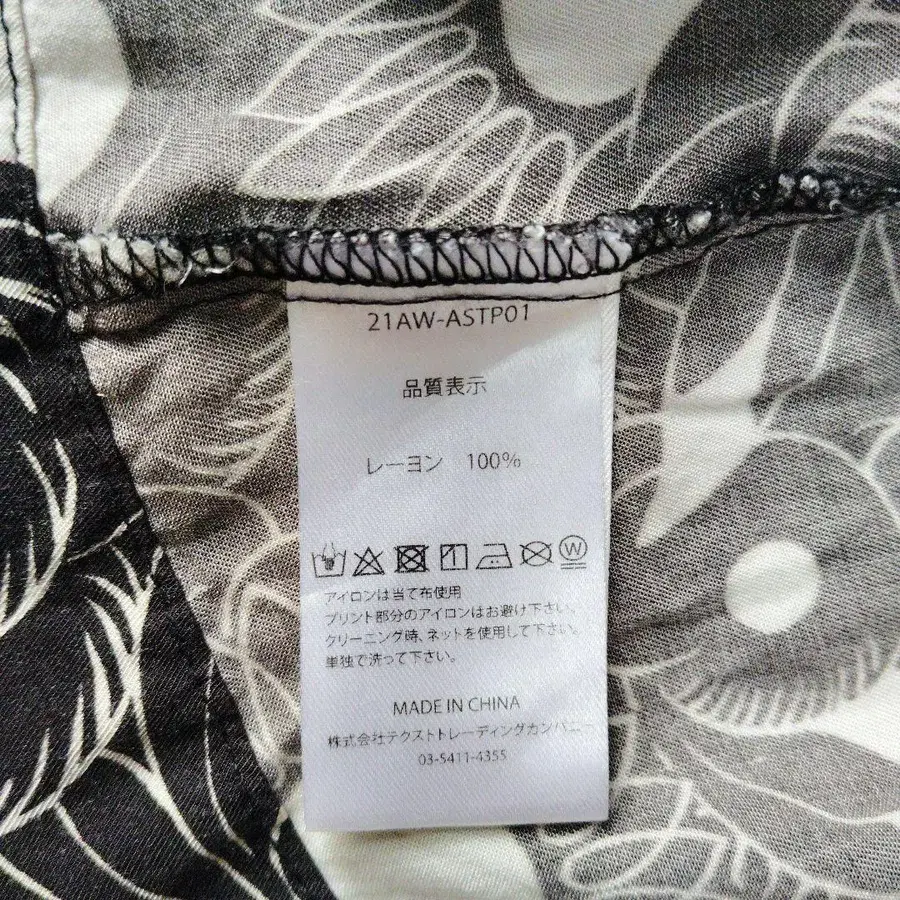 21AW-ASTP01
品質表示
レーヨン 100%
W
アイロンは当て布使用
プリント部分のアイロンはお避け下さい。
クリーニング時、ネットを使用して下さい。
単独で洗って下さい。
MADE IN CHINA
株式会社テクストトレーディングカンパニー
03-5411-4355